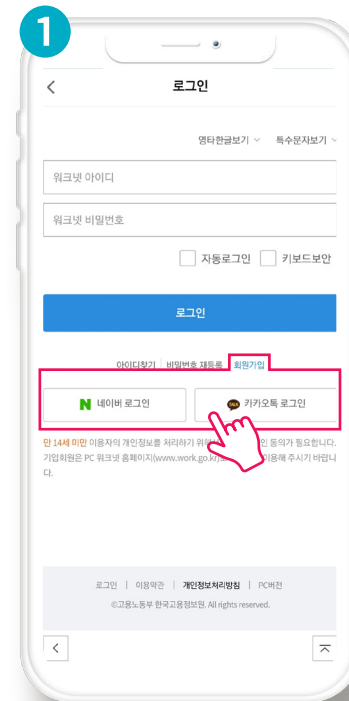 1
로그인
영타한글보기 특수문자보기
워크넷 아이디
워크넷 비밀번호
자동로그인 키보드보안
로그인
아이디찾기 | 비밀번호 재등록 | 회원가입
N 네이버 로그인
TALK 카카오톡 로그인
만 14세 미만 이용자의 개인정보를 처리하기 위해 인 동의가 필요합니다.
기업회원은 PC 워크넷 홈페이지(www.work.go.kr) 이용해 주시기 바랍니
다.
로그인 | 이용약관 | 개인정보처리방침 | PC버전
©고용노동부 한국고용정보원. All rights reserved.